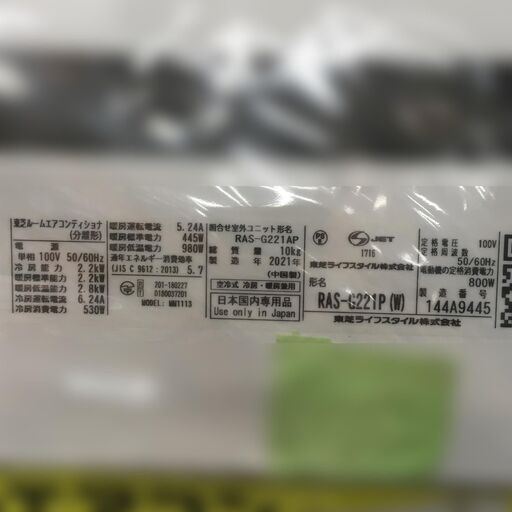 東芝ルームエアコンディショナ
(分離形)
電 源
単相 100V 50/60Hz
冷 房 能 力 2.2kW
暖房標準能力 2.2kW
暖房低温能力 2.8kW
冷房運転電流 6.24A
冷房消費電力 530W
暖房運転電流 5.24A
暖房標準電力 445W
暖房低温電力 980W
通年エネルギー消費効率
(JIS C 9612:2013) 5.7
201-180227
0180037201
MODEL: MM1113
組合せ室外ユニット形名
RAS-G221AP
総 質 量 10kg
製 造 年 2021年
(中国製)
空冷式 冷房・暖房兼用
日本国内専用品
Use only in Japan
PS E
JET
1716
東芝ライフスタイル株式会社
形名
RAS-G221P(W)
東芝ライフスタイル株式会社
定格電圧 100V
定格周波数
50/60Hz
電動機の定格消費電力
800W
製 造 番 号
144A9445